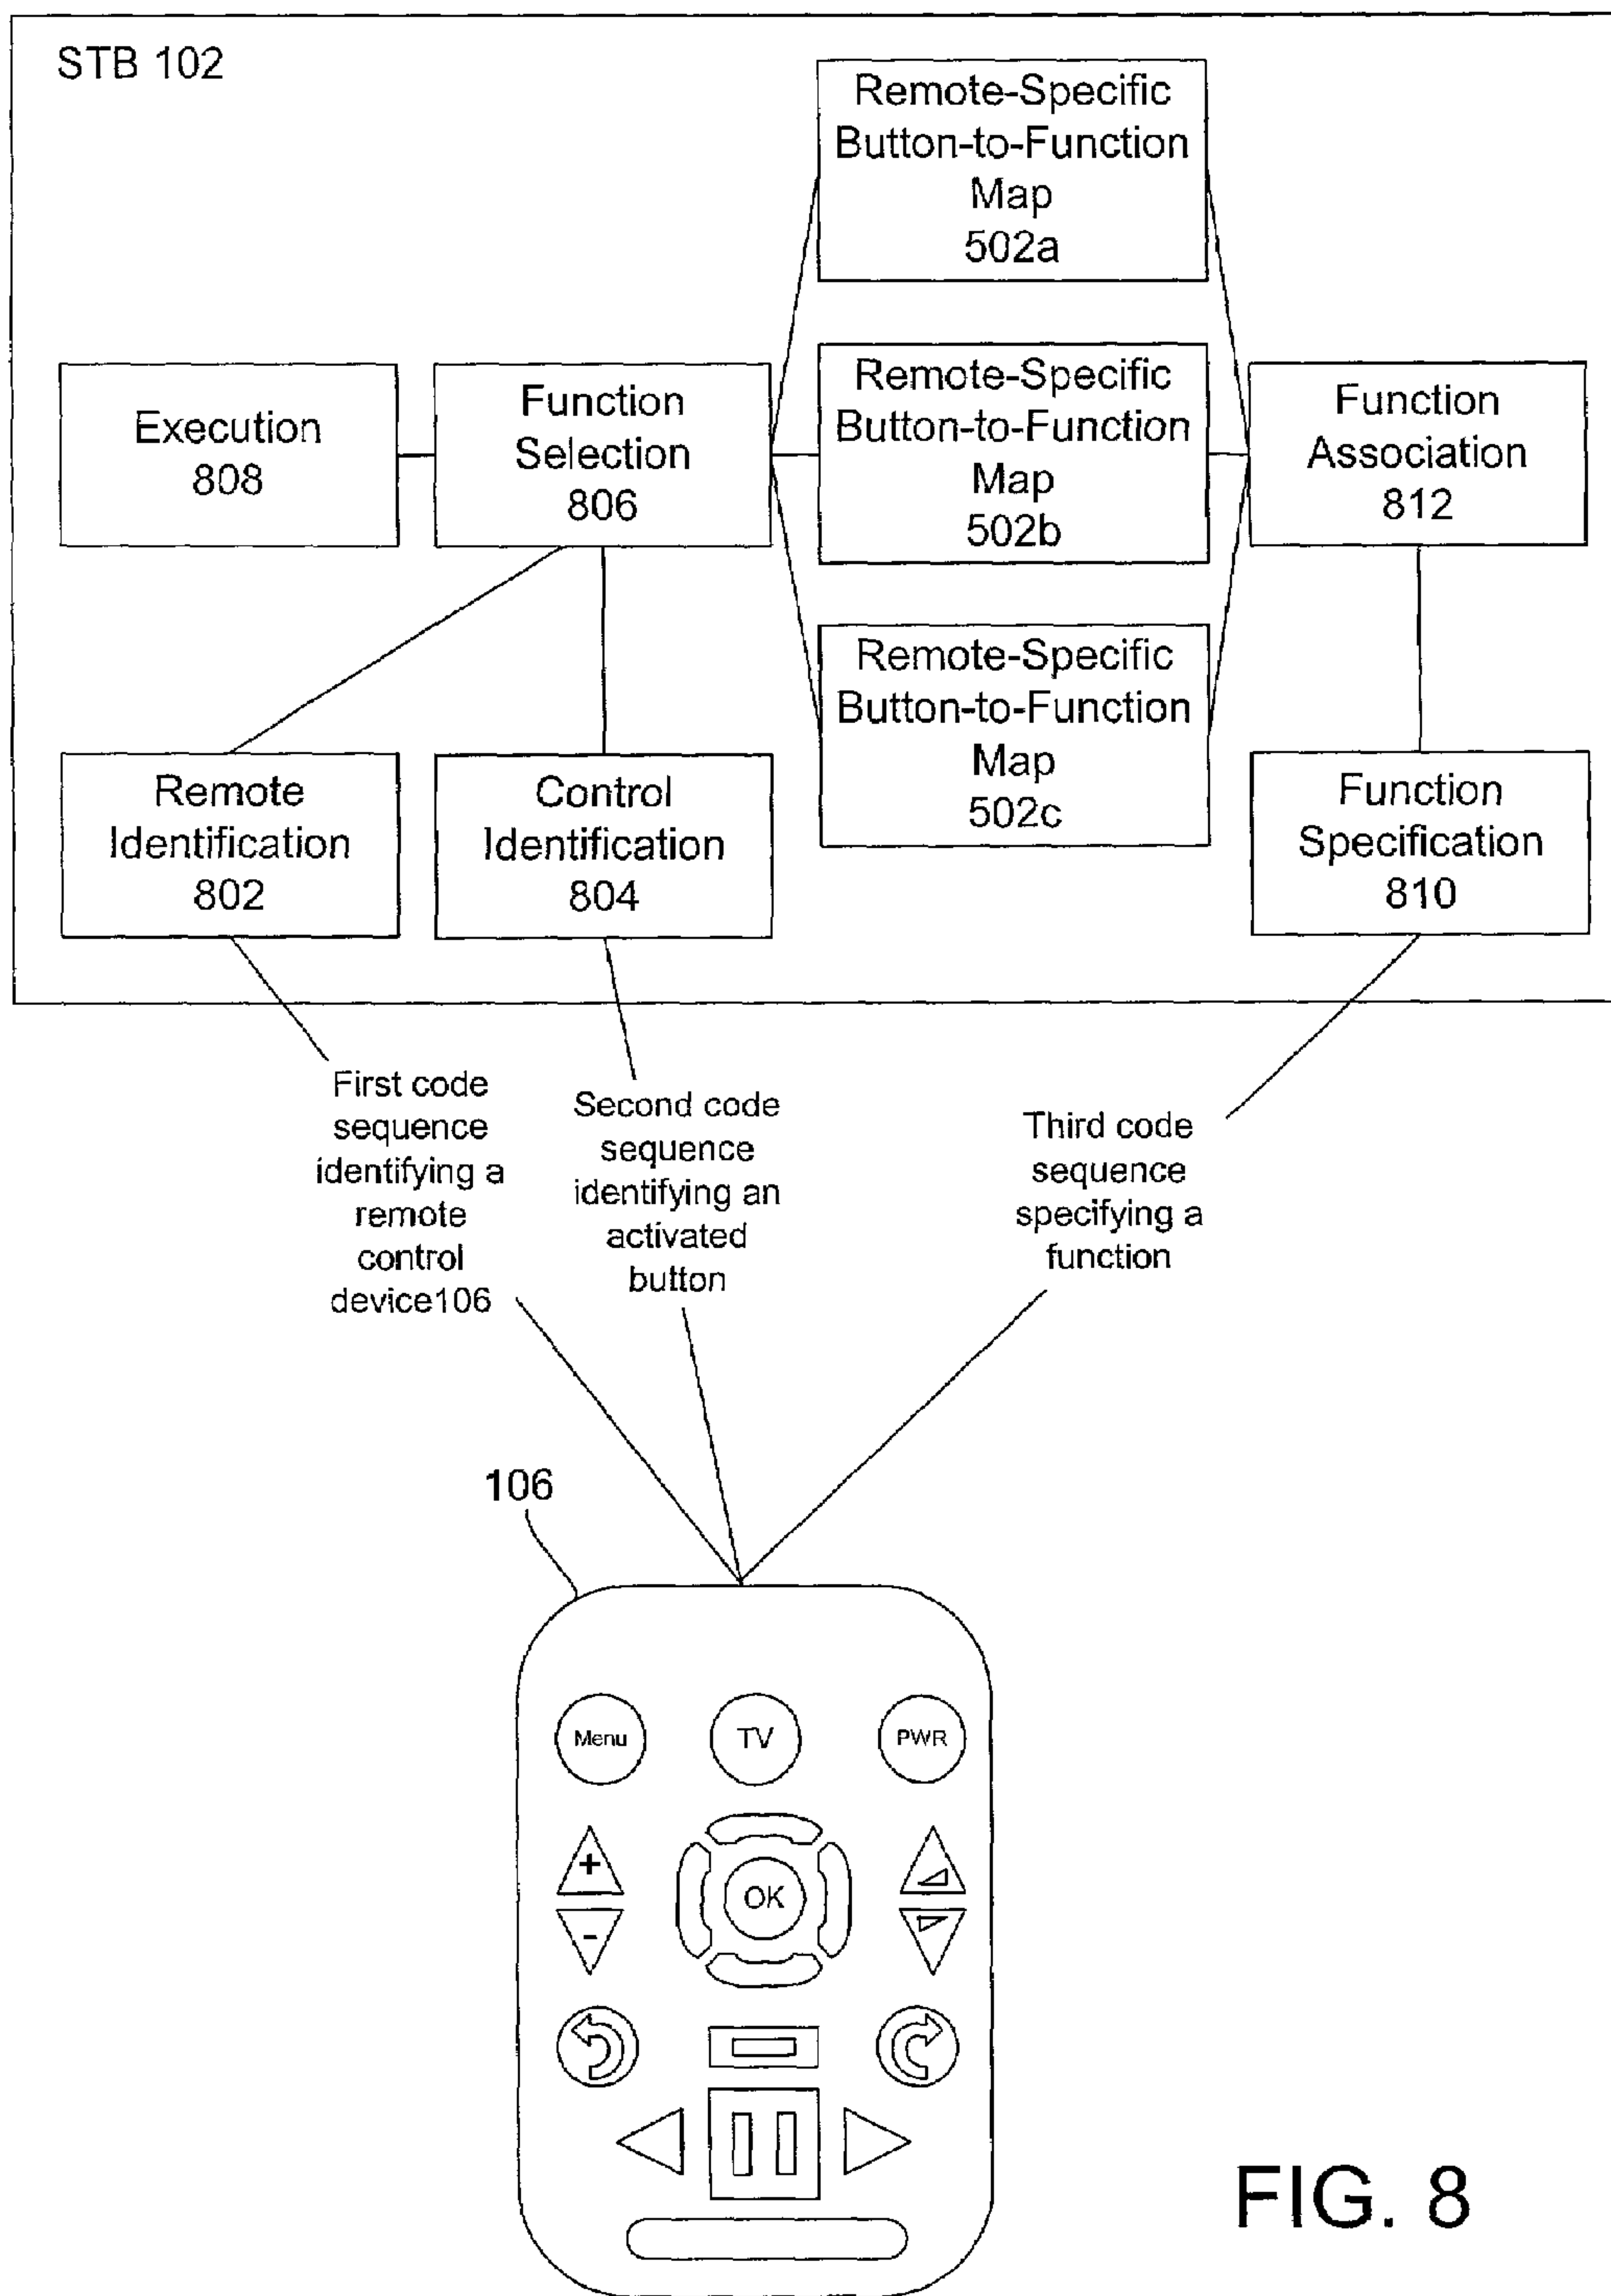 STB 102
Remote-Specific
Button-to-Function
Map
502a
Execution
808
Function
Selection
806
Remote-Specific
Button-to-Function
Map
502b
Function
Association
812
Remote-Specific
Button-to-Function
Map
502c
Remote
Identification
802
Control
Identification
804
Function
Specification
810
First code
sequence
identifying a
remote
control
device106
Second code
sequence
identifying an
activated
button
Third code
sequence
specifying a
function
106
Menu
TV
PWR
+
-
OK
FIG. 8